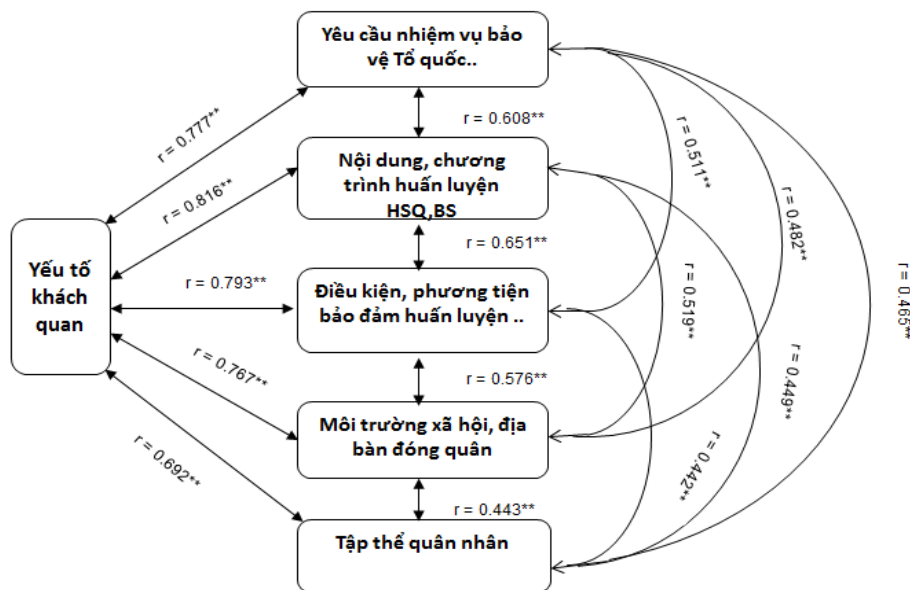 Yêu cầu nhiệm vụ bảo
vệ Tổ quốc..
r = 0.777**
r = 0.608**
r = 0.511**
Nội dung, chương
trình huấn luyện
HSQ,BS
r = 0.816**
r = 0.482**
r = 0.651**
Yếu tố
khách
quan
r = 0.793**
Điều kiện, phương tiện
bảo đảm huấn luyện ..
r = 0.519**
r = 0.465**
r = 0.767**
r = 0.576**
r = 0.449**
Môi trường xã hội, địa
bàn đóng quân
r = 0.442**
r = 0.692**
r = 0.443**
Tập thể quân nhân